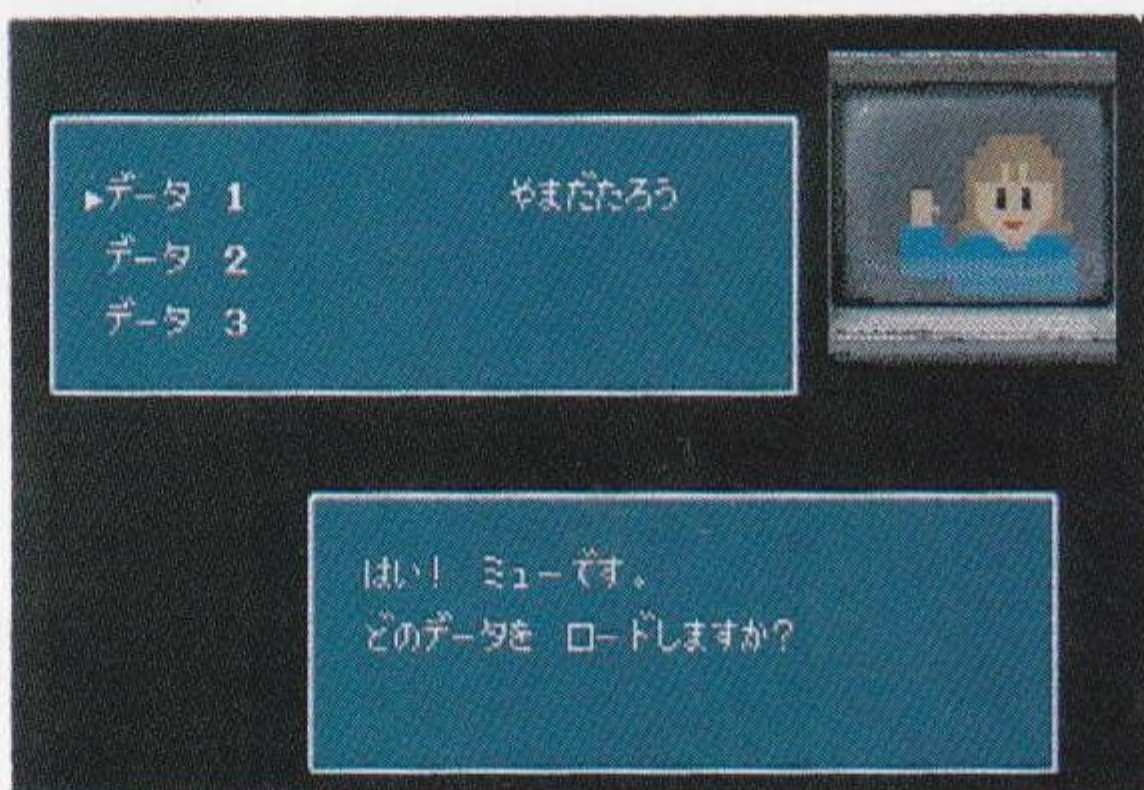 ▶データ 1 やまだたろう
データ 2
データ 3
はい! ミューです。
どのデータを ロードしますか?